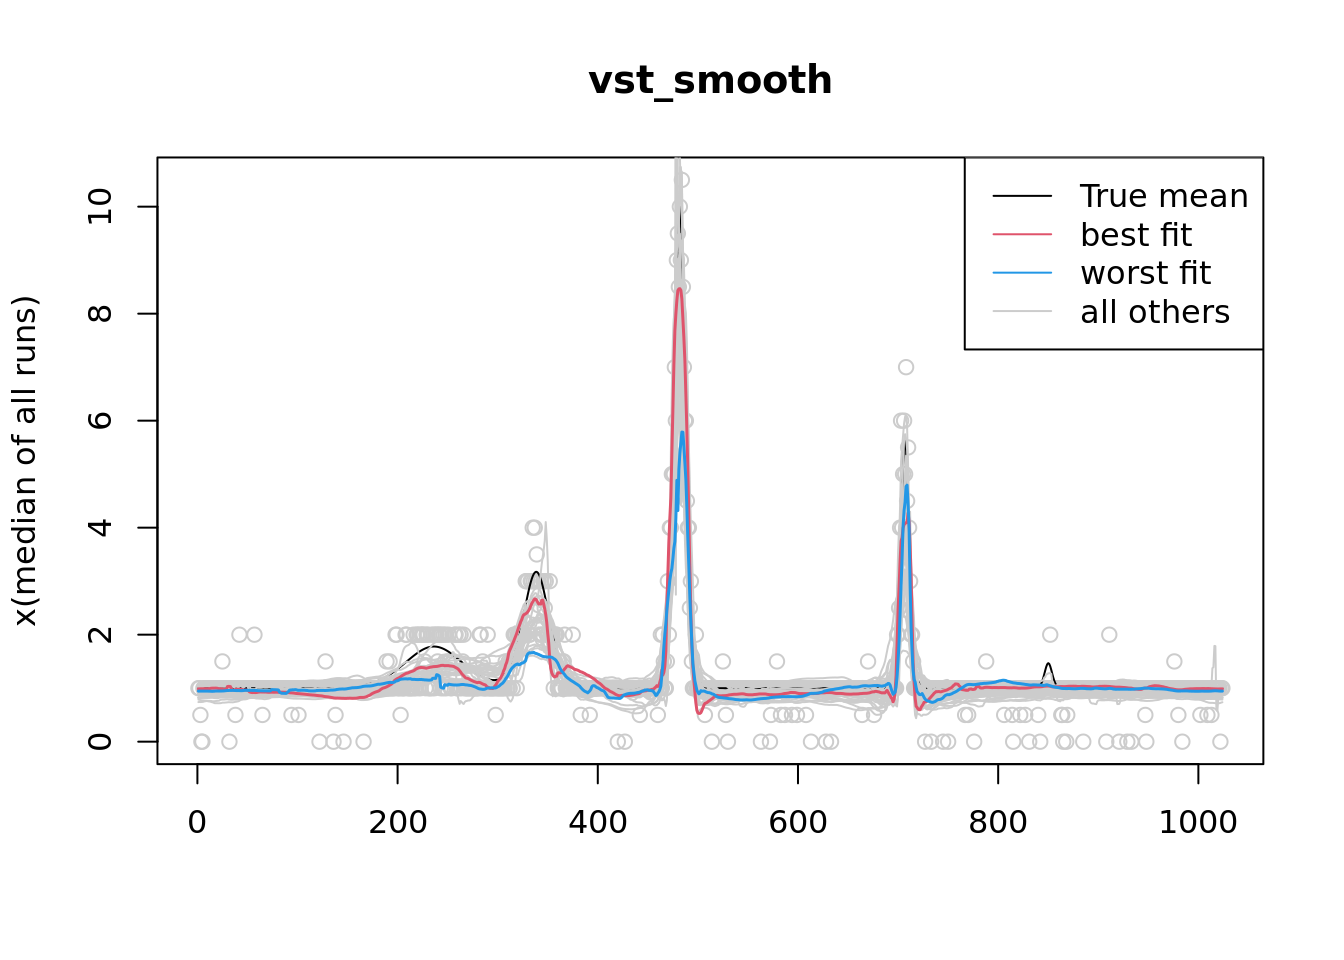 vst_smooth
x(median of all runs)
10
8
6
4
2
0
True mean
best fit
worst fit
all others
0 200 400 600 800 1000